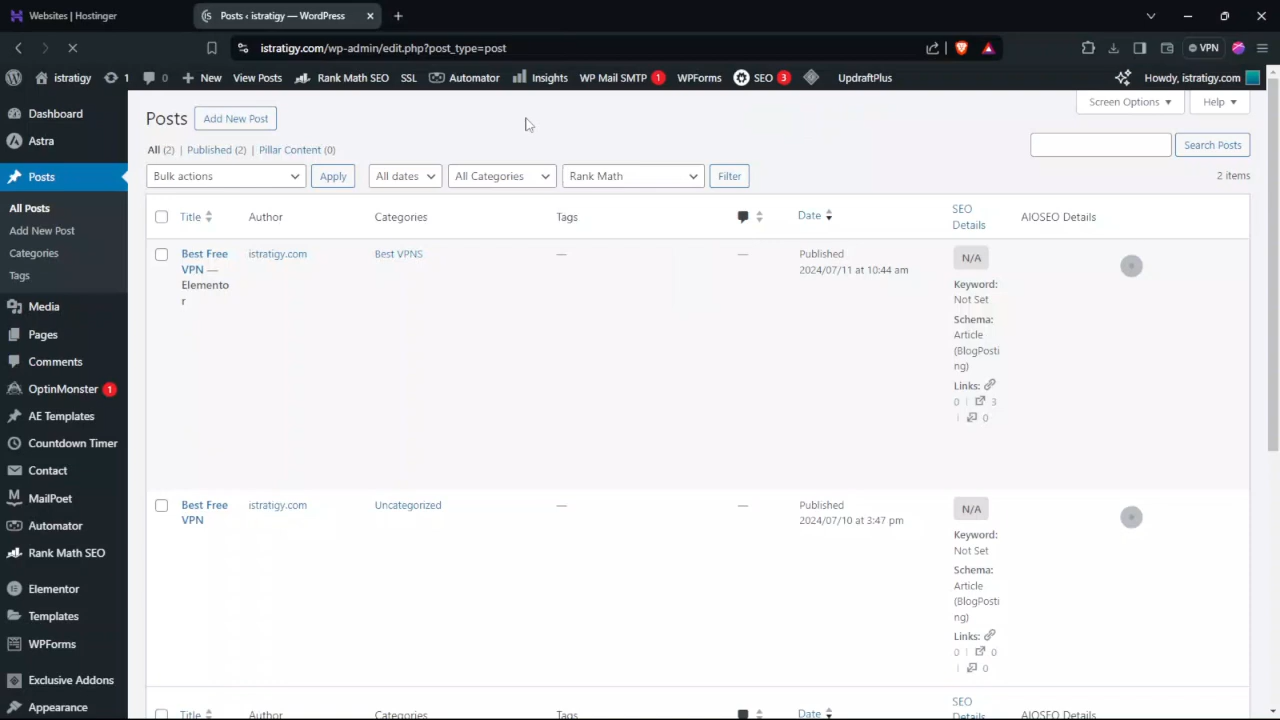 Websites | Hostinger
Posts ‹ istratigy — WordPress
istratigy.com/wp-admin/edit.php?post_type=post
VPN
istratigy 1 0 New View Posts Rank Math SEO SSL Automator Insights WP Mail SMTP 1 WPForms SEO 3 UpdraftPlus Howdy, istratigy.com
Dashboard
Astra
Posts
All Posts
Add New Post
Categories
Tags
Media
Pages
Comments
OptinMonster 1
AE Templates
Countdown Timer
Contact
MailPoet
Automator
Rank Math SEO
Elementor
Templates
WPForms
Exclusive Addons
Appearance
Posts Add New Post
Screen Options Help
All (2) | Published (2) | Pillar Content (0)
Search Posts
Bulk actions Apply All dates All Categories Rank Math Filter
2 items
Title Author Categories Tags Date SEO Details AIOSEO Details
Best Free
VPN —
Elemento
r
istratigy.com
Best VPNS
—
—
Published
2024/07/11 at 10:44 am
N/A
Keyword:
Not Set
Schema:
Article
(BlogPosti
ng)
Links:
0 | 3
| 0
Best Free
VPN
istratigy.com
Uncategorized
—
—
Published
2024/07/10 at 3:47 pm
N/A
Keyword:
Not Set
Schema:
Article
(BlogPosti
ng)
Links:
0 | 0
| 0
Title Author Categories Tags Date SEO Details AIOSEO Details